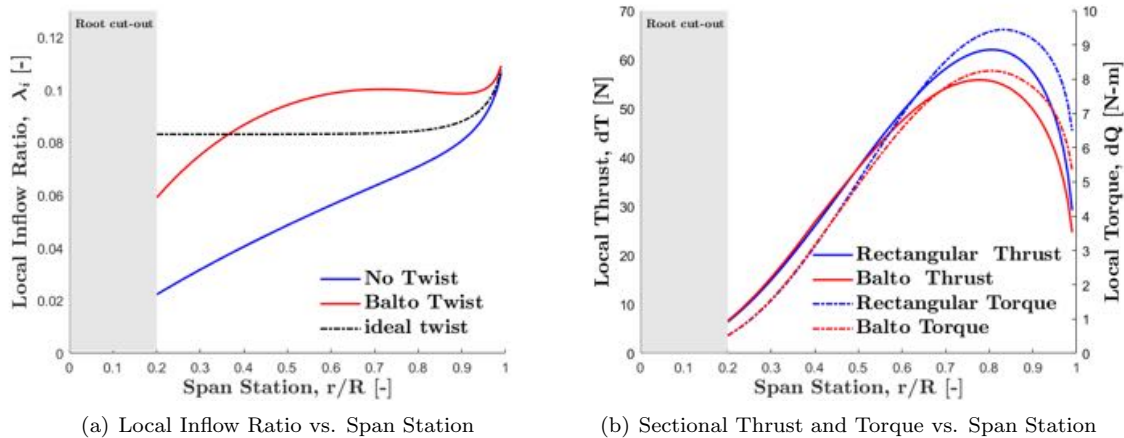 Root cut-out
0.12
0.1
0.08
0.06
0.04
0.02
0
Local Inflow Ratio, λi [-]
No Twist
Balto Twist
ideal twist
0 0.1 0.2 0.3 0.4 0.5 0.6 0.7 0.8 0.9 1
Span Station, r/R [-]
(a) Local Inflow Ratio vs. Span Station
Root cut-out
70
60
50
40
30
20
10
0
Local Thrust, dT [N]
10
9
8
7
6
5
4
3
2
1
0
Local Torque, dQ [N-m]
Rectangular Thrust
Balto Thrust
Rectangular Torque
Balto Torque
0 0.1 0.2 0.3 0.4 0.5 0.6 0.7 0.8 0.9 1
Span Station, r/R [-]
(b) Sectional Thrust and Torque vs. Span Station